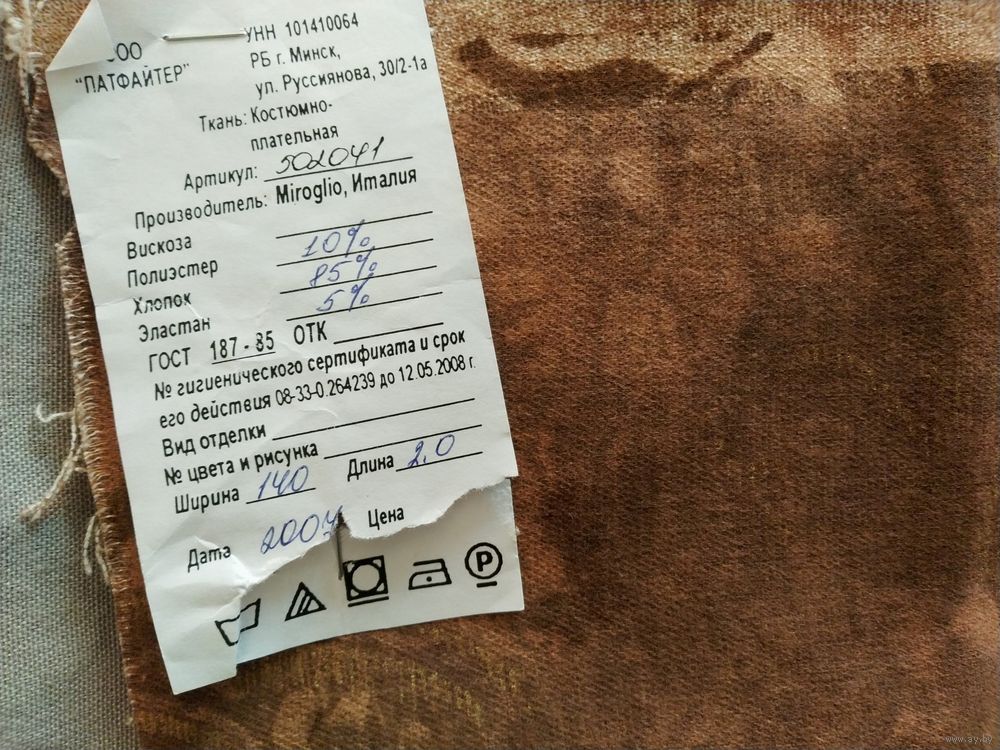 ООО УНН 101410064
"ПАТФАЙТЕР" РБ г. Минск,
ул. Руссиянова, 30/2-1а
Ткань: Костюмно-
плательная
Артикул: 502041
Производитель: Miroglio, Италия
Вискоза 10%
Полиэстер 85%
Хлопок 5%
Эластан
ГОСТ 187 - 85 ОТК
№ гигиенического сертификата и срок
его действия 08-33-0.264239 до 12.05.2008 г.
Вид отделки
№ цвета и рисунка
Ширина 140 Длина 2.0
Дата 2007 Цена
P
www.ay.by